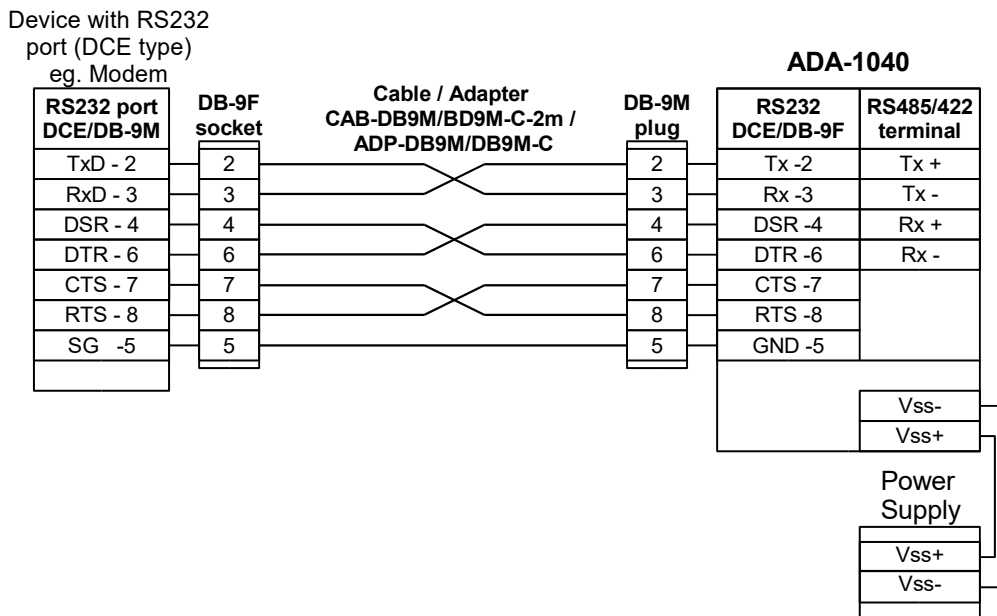 Device with RS232
port (DCE type)
eg. Modem
ADA-1040
RS232 port
DCE/DB-9M
DB-9F
socket
Cable / Adapter
CAB-DB9M/BD9M-C-2m /
ADP-DB9M/DB9M-C
DB-9M
plug
RS232
DCE/DB-9F
RS485/422
terminal
TxD - 2 2 2 Tx -2 Tx +
RxD - 3 3 3 Rx -3 Tx -
DSR - 4 4 4 DSR -4 Rx +
DTR - 6 6 6 DTR -6 Rx -
CTS - 7 7 7 CTS -7
RTS - 8 8 8 RTS -8
SG -5 5 5 GND -5
Vss-
Vss+
Power
Supply
Vss+
Vss-